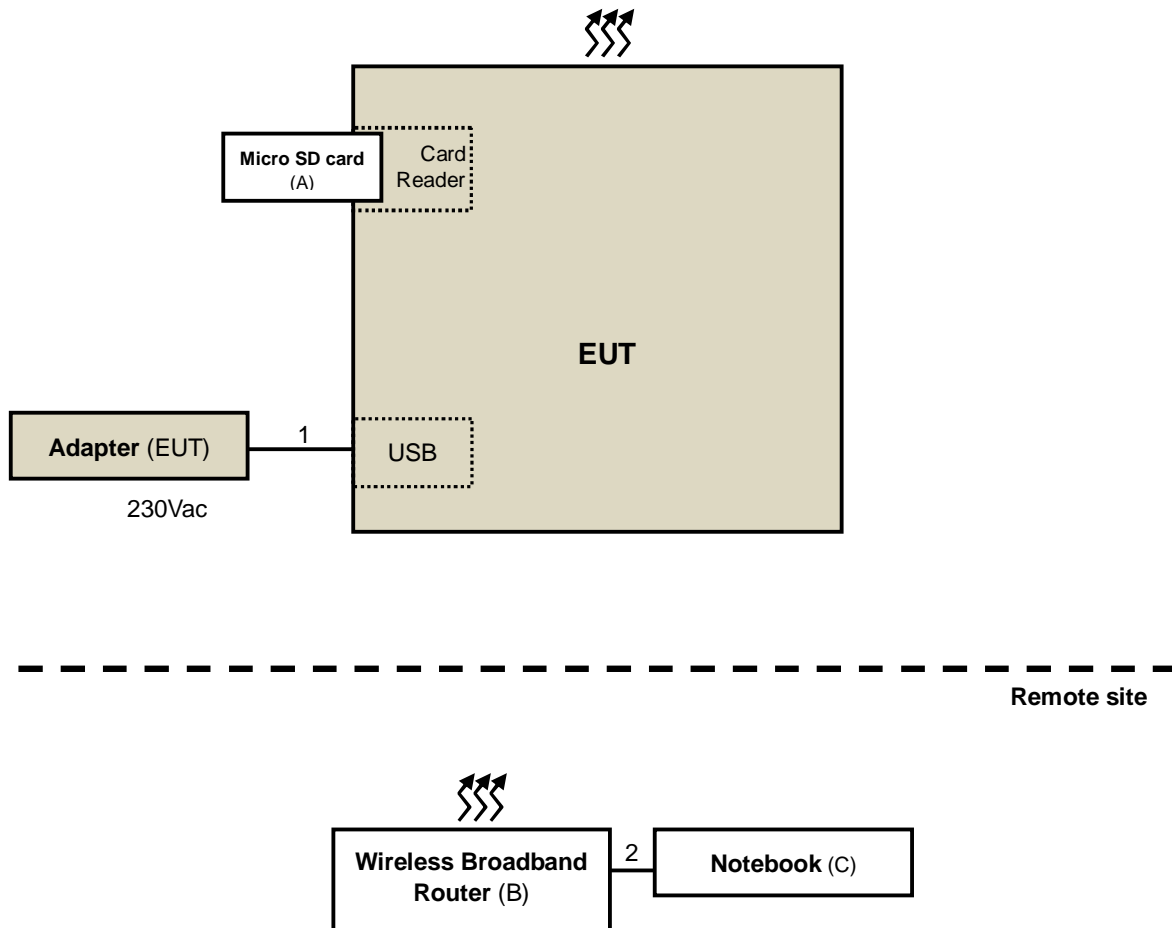 Micro SD card
(A)
Card
Reader
EUT
Adapter (EUT)
1
USB
230Vac
Remote site
Wireless Broadband
Router (B)
2
Notebook (C)